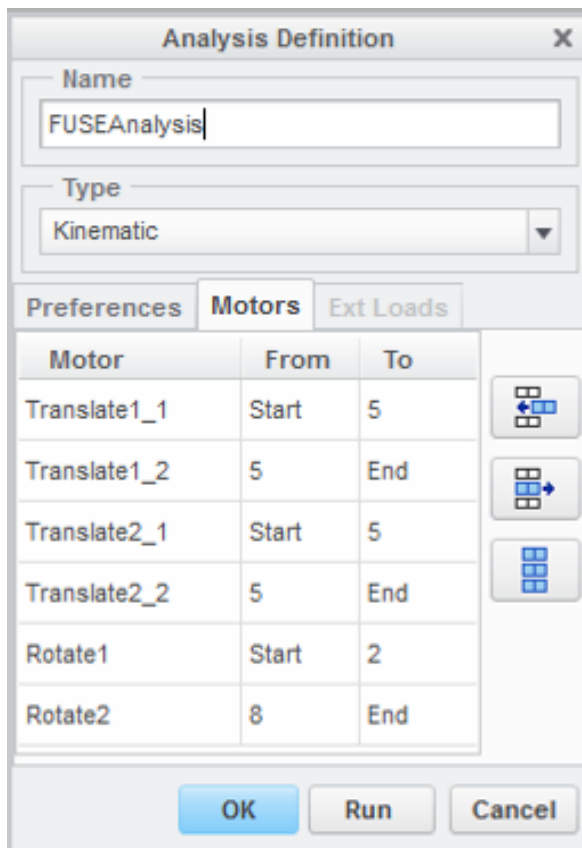 Analysis Definition
Name
FUSEAnalysis
Type
Kinematic
Preferences Motors Ext Loads
Motor From To
Translate1_1 Start 5
Translate1_2 5 End
Translate2_1 Start 5
Translate2_2 5 End
Rotate1 Start 2
Rotate2 8 End
OK Run Cancel